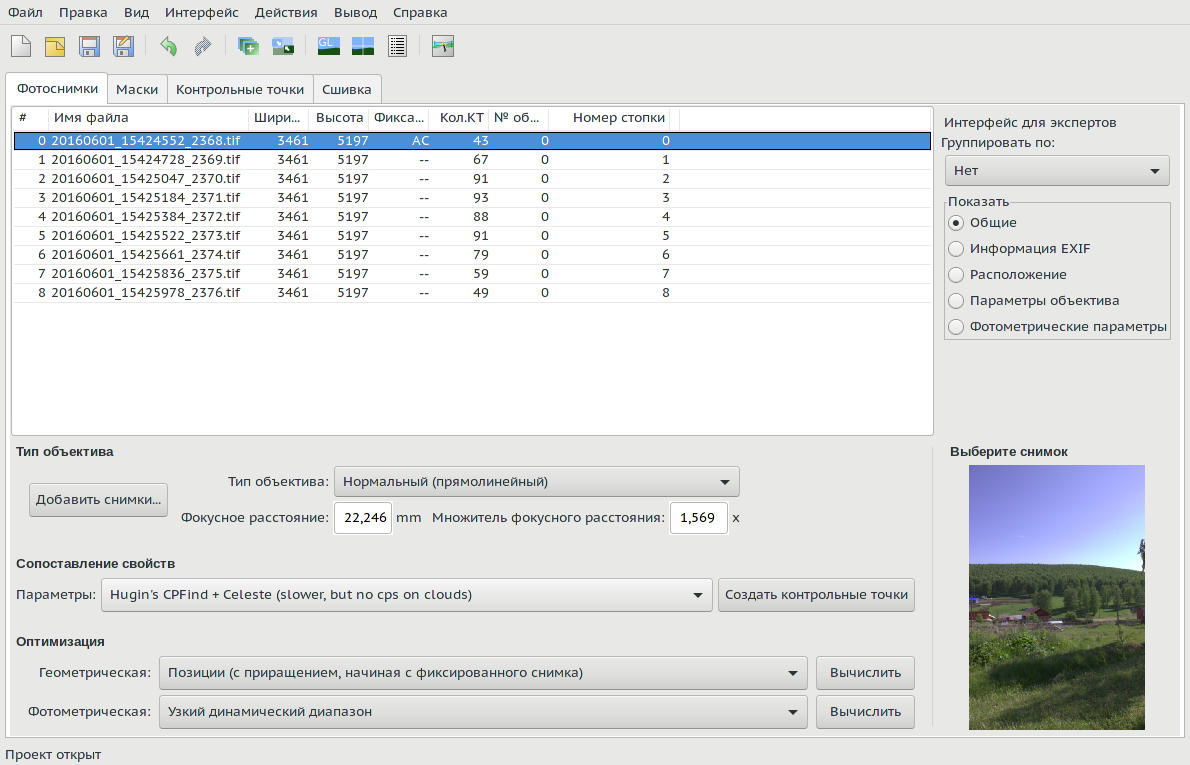 Файл Правка Вид Интерфейс Действия Вывод Справка
GL
Фотоснимки Маски Контрольные точки Сшивка
# Имя файла Шири... Высота Фикса... Кол.КТ № об... Номер стопки
0 20160601_15424552_2368.tif 3461 5197 AC 43 0 0
1 20160601_15424728_2369.tif 3461 5197 -- 67 0 1
2 20160601_15425047_2370.tif 3461 5197 -- 91 0 2
3 20160601_15425184_2371.tif 3461 5197 -- 93 0 3
4 20160601_15425384_2372.tif 3461 5197 -- 88 0 4
5 20160601_15425522_2373.tif 3461 5197 -- 91 0 5
6 20160601_15425661_2374.tif 3461 5197 -- 79 0 6
7 20160601_15425836_2375.tif 3461 5197 -- 59 0 7
8 20160601_15425978_2376.tif 3461 5197 -- 49 0 8
Интерфейс для экспертов
Группировать по:
Нет
Показать
Общие
Информация EXIF
Расположение
Параметры объектива
Фотометрические параметры
Тип объектива
Добавить снимки...
Тип объектива: Нормальный (прямолинейный)
Фокусное расстояние: 22,246 mm Множитель фокусного расстояния: 1,569 x
Сопоставление свойств
Параметры: Hugin's CPFind + Celeste (slower, but no cps on clouds) Создать контрольные точки
Оптимизация
Геометрическая: Позиции (с приращением, начиная с фиксированного снимка) Вычислить
Фотометрическая: Узкий динамический диапазон Вычислить
Выберите снимок
Проект открыт